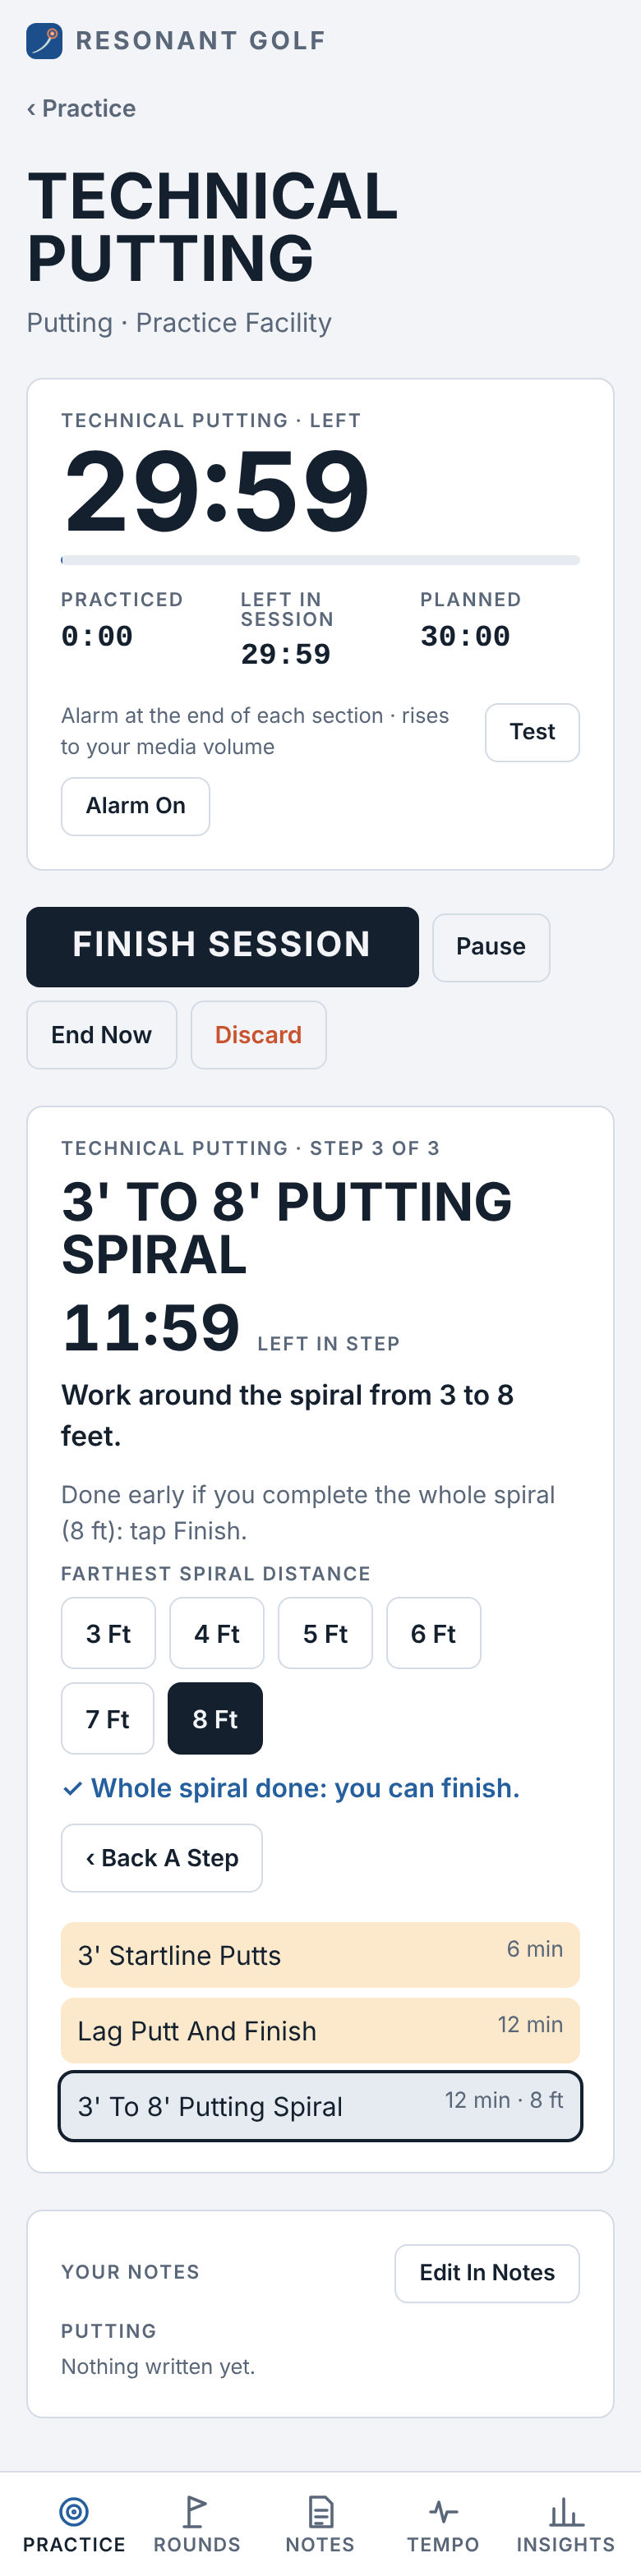 RESONANT GOLF
‹ Practice
TECHNICAL
PUTTING
Putting · Practice Facility
TECHNICAL PUTTING · LEFT
29:59
PRACTICED
0:00
LEFT IN
SESSION
29:59
PLANNED
30:00
Alarm at the end of each section · rises
to your media volume
Test
Alarm On
FINISH SESSION
Pause
End Now
Discard
TECHNICAL PUTTING · STEP 3 OF 3
3' TO 8' PUTTING
SPIRAL
11:59 LEFT IN STEP
Work around the spiral from 3 to 8
feet.
Done early if you complete the whole spiral
(8 ft): tap Finish.
FARTHEST SPIRAL DISTANCE
3 Ft
4 Ft
5 Ft
6 Ft
7 Ft
8 Ft
✓ Whole spiral done: you can finish.
‹ Back A Step
3' Startline Putts 6 min
Lag Putt And Finish 12 min
3' To 8' Putting Spiral 12 min · 8 ft
YOUR NOTES
Edit In Notes
PUTTING
Nothing written yet.
PRACTICE
ROUNDS
NOTES
TEMPO
INSIGHTS